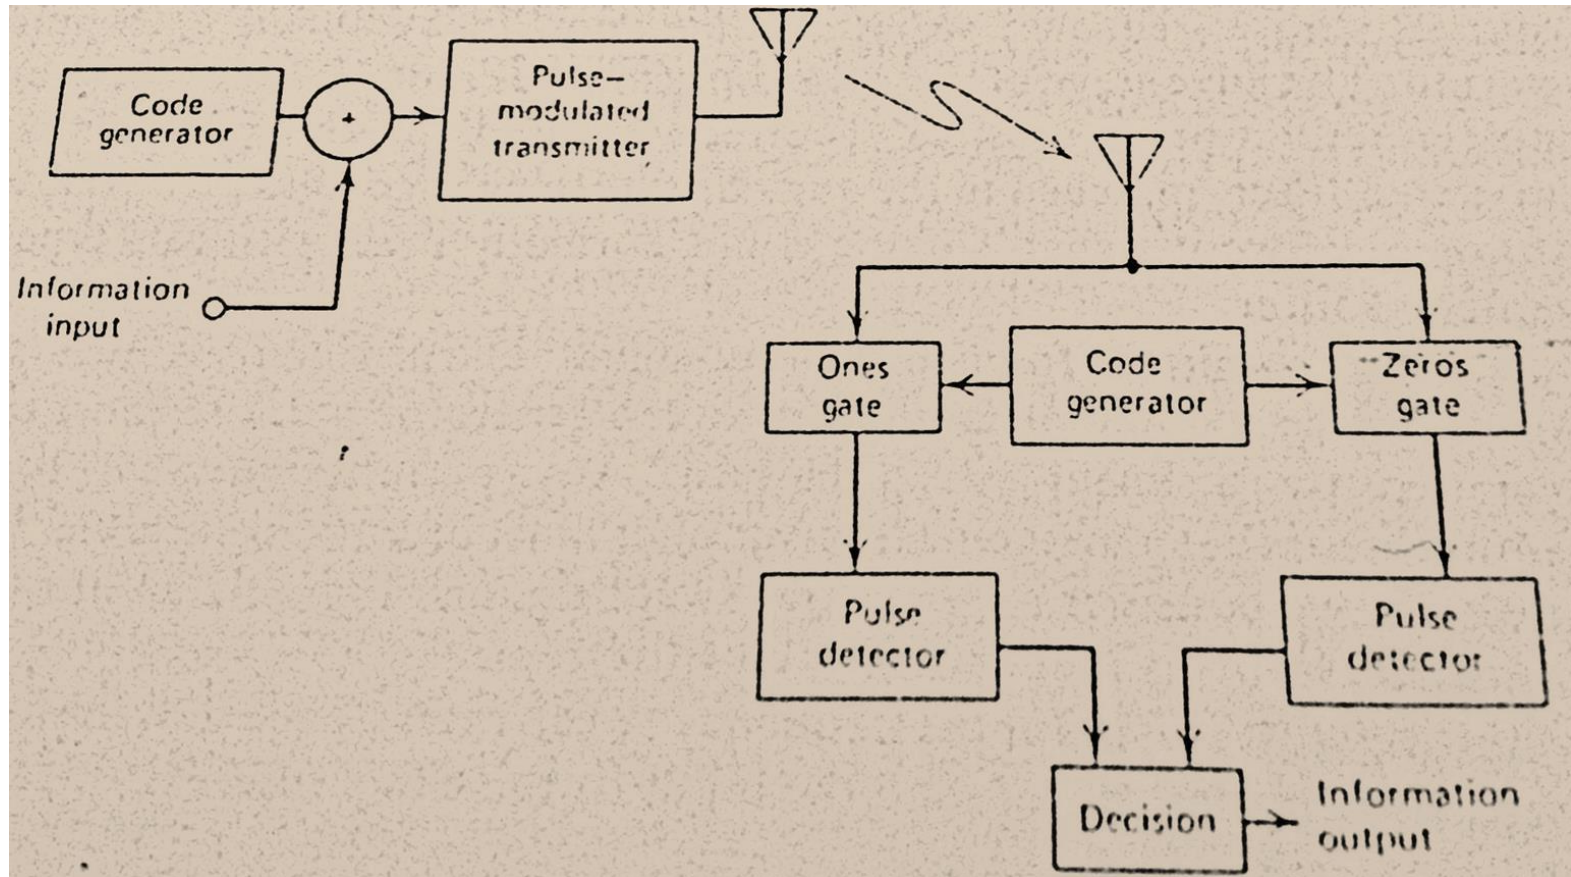 Code
generator
+
Pulse–
modulated
transmitter
Information
input
Ones
gate
Code
generator
Zeros
gate
Pulse
detector
Pulse
detector
Decision
Information
output